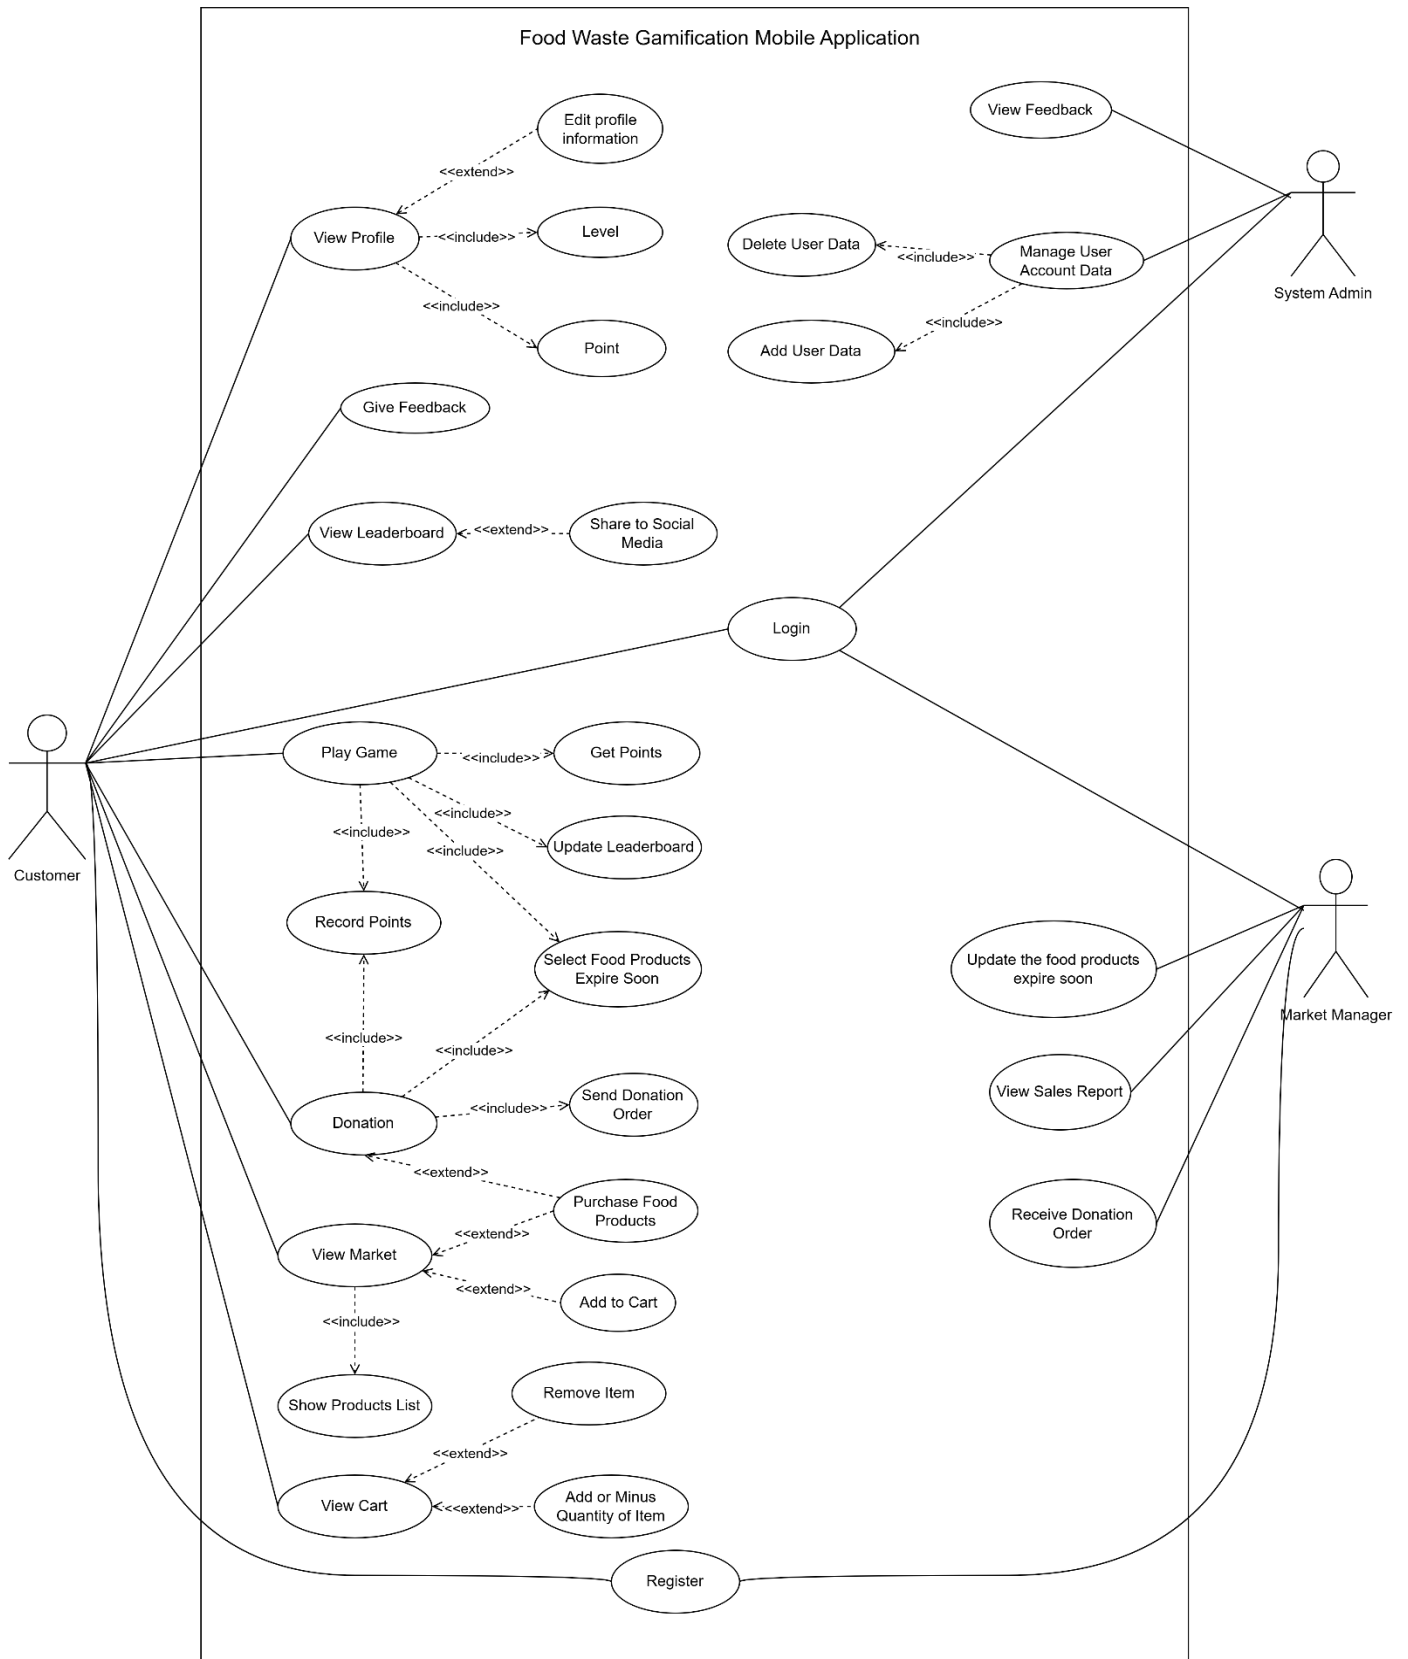 Food Waste Gamification Mobile Application
Edit profile
information
View Feedback
<<extend>>
View Profile
<<include>>
Level
Delete User Data
<<include>>
Manage User
Account Data
System Admin
<<include>>
Point
<<include>>
Add User Data
Give Feedback
View Leaderboard
<<extend>>
Share to Social
Media
Login
Play Game
<<include>>
Get Points
<<include>>
<<include>>
<<include>>
Update Leaderboard
Customer
Record Points
Select Food Products
Expire Soon
Update the food products
expire soon
Market Manager
<<include>>
<<include>>
Donation
<<include>>
Send Donation
Order
View Sales Report
<<extend>>
Purchase Food
Products
Receive Donation
Order
<<extend>>
View Market
<<extend>>
Add to Cart
<<include>>
Show Products List
Remove Item
<<extend>>
View Cart
<<extend>>
Add or Minus
Quantity of Item
Register